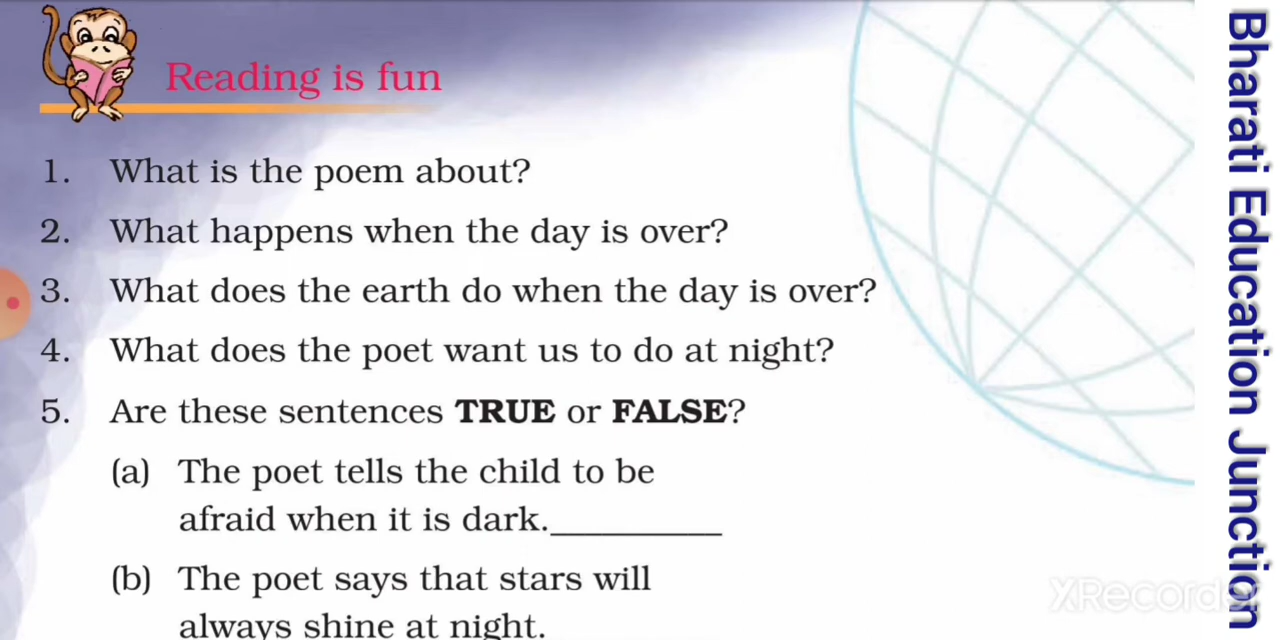 Reading is fun
1. What is the poem about?
2. What happens when the day is over?
3. What does the earth do when the day is over?
4. What does the poet want us to do at night?
5. Are these sentences TRUE or FALSE?
(a) The poet tells the child to be
afraid when it is dark.__________
(b) The poet says that stars will
always shine at night.
Bharati Education Junction
XRecorder